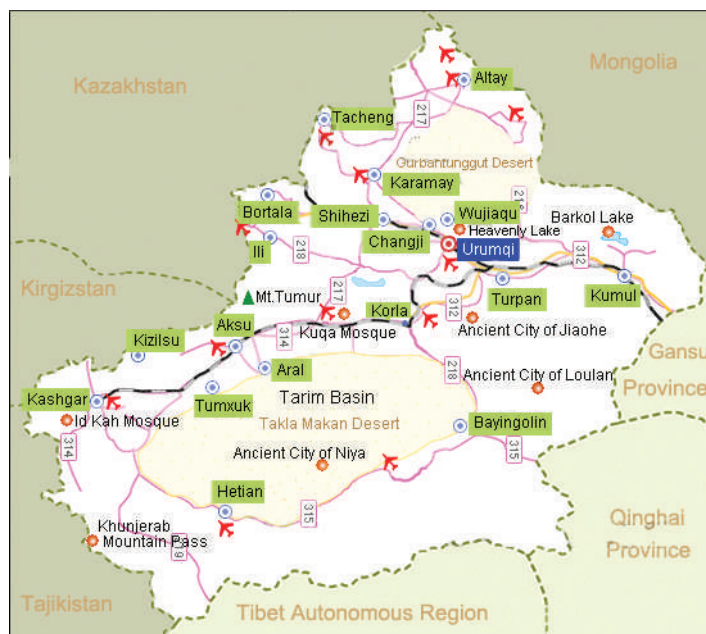 Kazakhstan
Mongolia
Altay
217
Tacheng
Gurbantunggut Desert
Karamay
Bortala
Shihezi
Wujiaqu
Barkol Lake
Heavenly Lake
Changji
Ili
218
Urumqi
312
Kirgizstan
Mt.Tumur
217
Korla
312
Turpan
Kumul
Kizilsu
Aksu
314
Kuqa Mosque
Ancient City of Jiaohe
Gansu
Province
Aral
218
Ancient City of Loulan
Kashgar
Tumxuk
Tarim Basin
Id Kah Mosque
Takla Makan Desert
Bayingolin
314
315
Ancient City of Niya
Hetian
315
Qinghai
Province
Khunjerab
Mountain Pass
Tajikistan
Tibet Autonomous Region